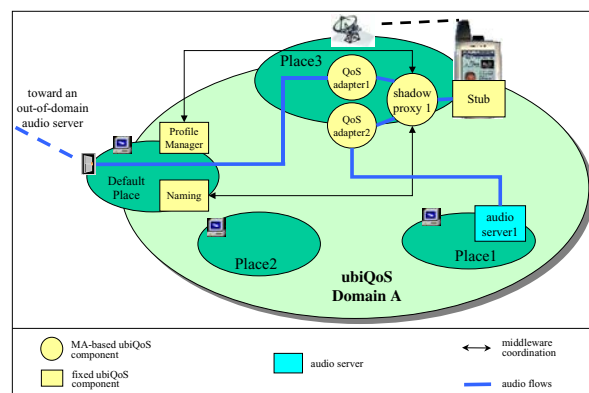 Place3
QoS
adapter1
toward an
out-of-domain
audio server
shadow
proxy 1
Stub
QoS
adapter2
Profile
Manager
Default
Place
Naming
audio
server1
Place2
Place1
ubiQoS
Domain A
MA-based ubiQoS
component
fixed ubiQoS
component
audio server
middleware
coordination
audio flows